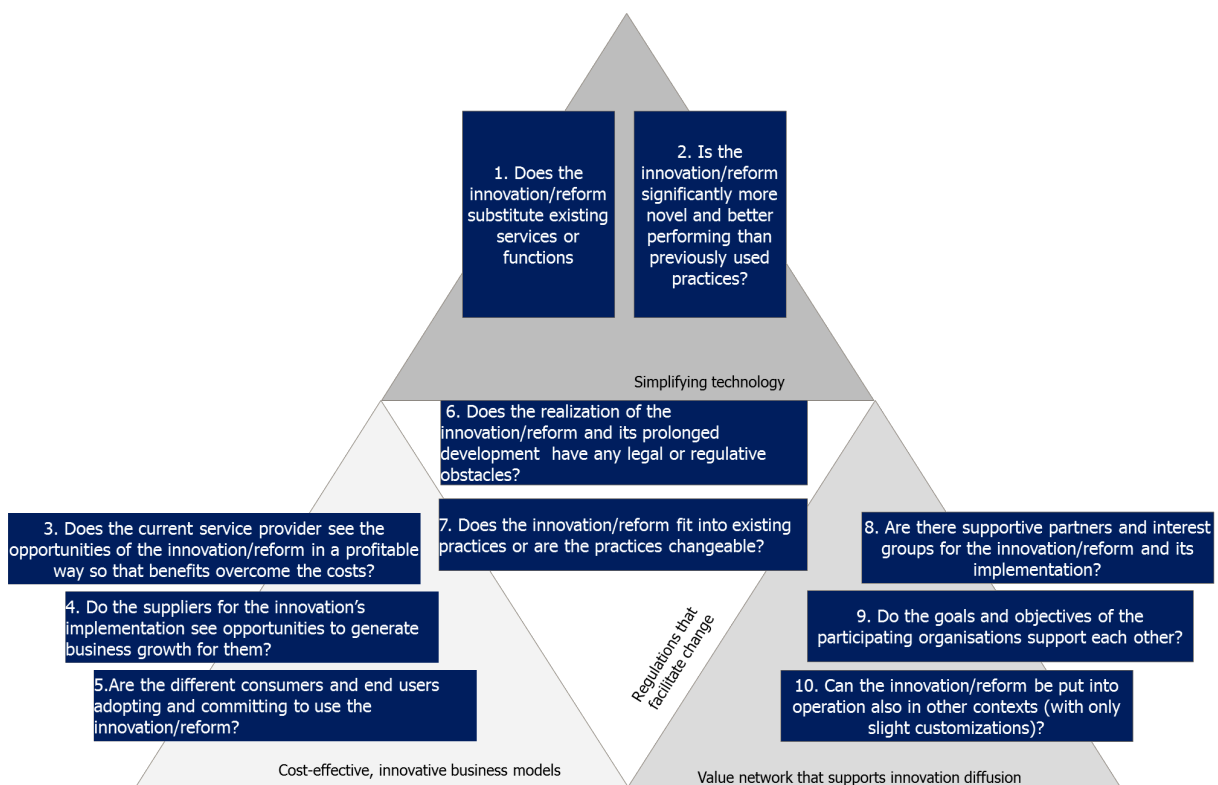 1. Does the
innovation/reform
substitute existing
services or
functions
2. Is the
innovation/reform
significantly more
novel and better
performing than
previously used
practices?
Simplifying technology
6. Does the realization of the
innovation/reform and its prolonged
development have any legal or regulative
obstacles?
7. Does the innovation/reform fit into existing
practices or are the practices changeable?
3. Does the current service provider see the
opportunities of the innovation/reform in a profitable
way so that benefits overcome the costs?
4. Do the suppliers for the innovation’s
implementation see opportunities to generate
business growth for them?
5.Are the different consumers and end users
adopting and committing to use the
innovation/reform?
Cost-effective, innovative business models
Regulations that
facilitate change
8. Are there supportive partners and interest
groups for the innovation/reform and its
implementation?
9. Do the goals and objectives of the
participating organisations support each other?
10. Can the innovation/reform be put into
operation also in other contexts (with only
slight customizations)?
Value network that supports innovation diffusion